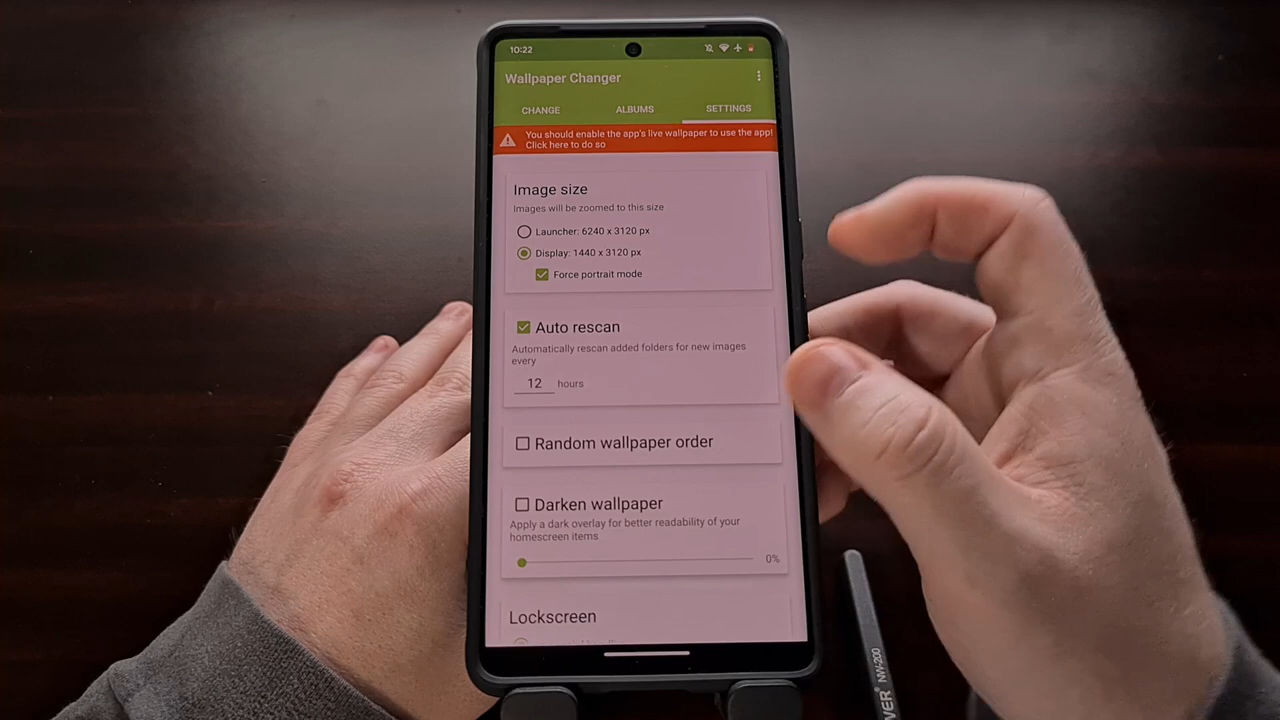 10:22
Wallpaper Changer
CHANGE ALBUMS SETTINGS
You should enable the app's live wallpaper to use the app!
Click here to do so
Image size
Images will be zoomed to this size
Launcher: 6240 x 3120 px
Display: 1440 x 3120 px
Force portrait mode
Auto rescan
Automatically rescan added folders for new images
every
12 hours
Random wallpaper order
Darken wallpaper
Apply a dark overlay for better readability of your
homescreen items
0%
Lockscreen
VER® NW-200